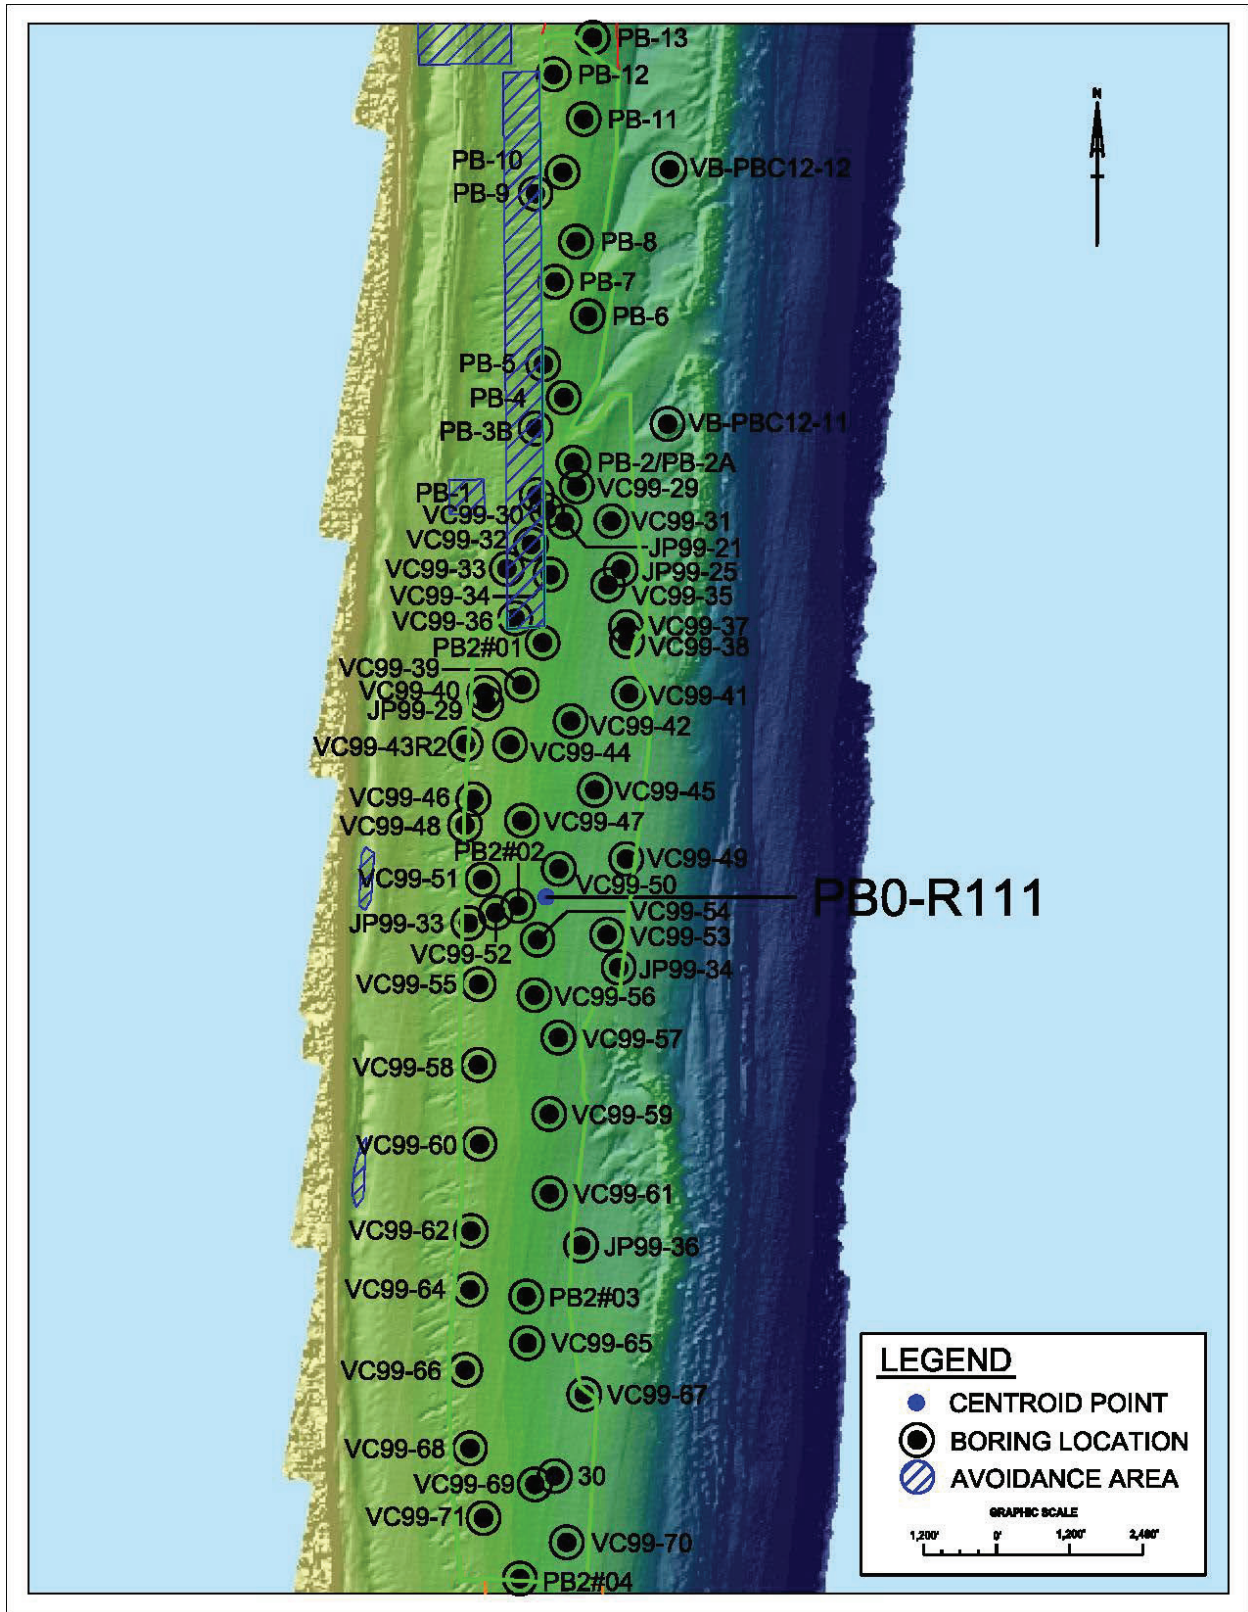 PB-13
PB-12
N
PB-11
PB-10
VB-PBC12-12
PB-9
PB-8
PB-7
PB-6
PB-5
PB-4
VB-PBC12-11
PB-3B
PB-2/PB-2A
VC99-29
PB-1
VC99-30
VC99-31
VC99-32
JP99-21
VC99-33
JP99-25
VC99-34
VC99-35
VC99-36
VC99-37
PB2#01
VC99-38
VC99-39
VC99-40
VC99-41
JP99-29
VC99-42
VC99-43R2
VC99-44
VC99-45
VC99-46
VC99-47
VC99-48
PB2#02
VC99-49
VC99-51
VC99-50
PB0-R111
VC99-54
JP99-33
VC99-53
VC99-52
JP99-34
VC99-55
VC99-56
VC99-57
VC99-58
VC99-59
VC99-60
VC99-61
VC99-62
JP99-36
VC99-64
PB2#03
VC99-65
VC99-66
VC99-67
VC99-68
30
VC99-69
VC99-71
VC99-70
PB2#04
LEGEND
CENTROID POINT
BORING LOCATION
AVOIDANCE AREA
GRAPHIC SCALE
1,200' 0' 1,200' 2,400'